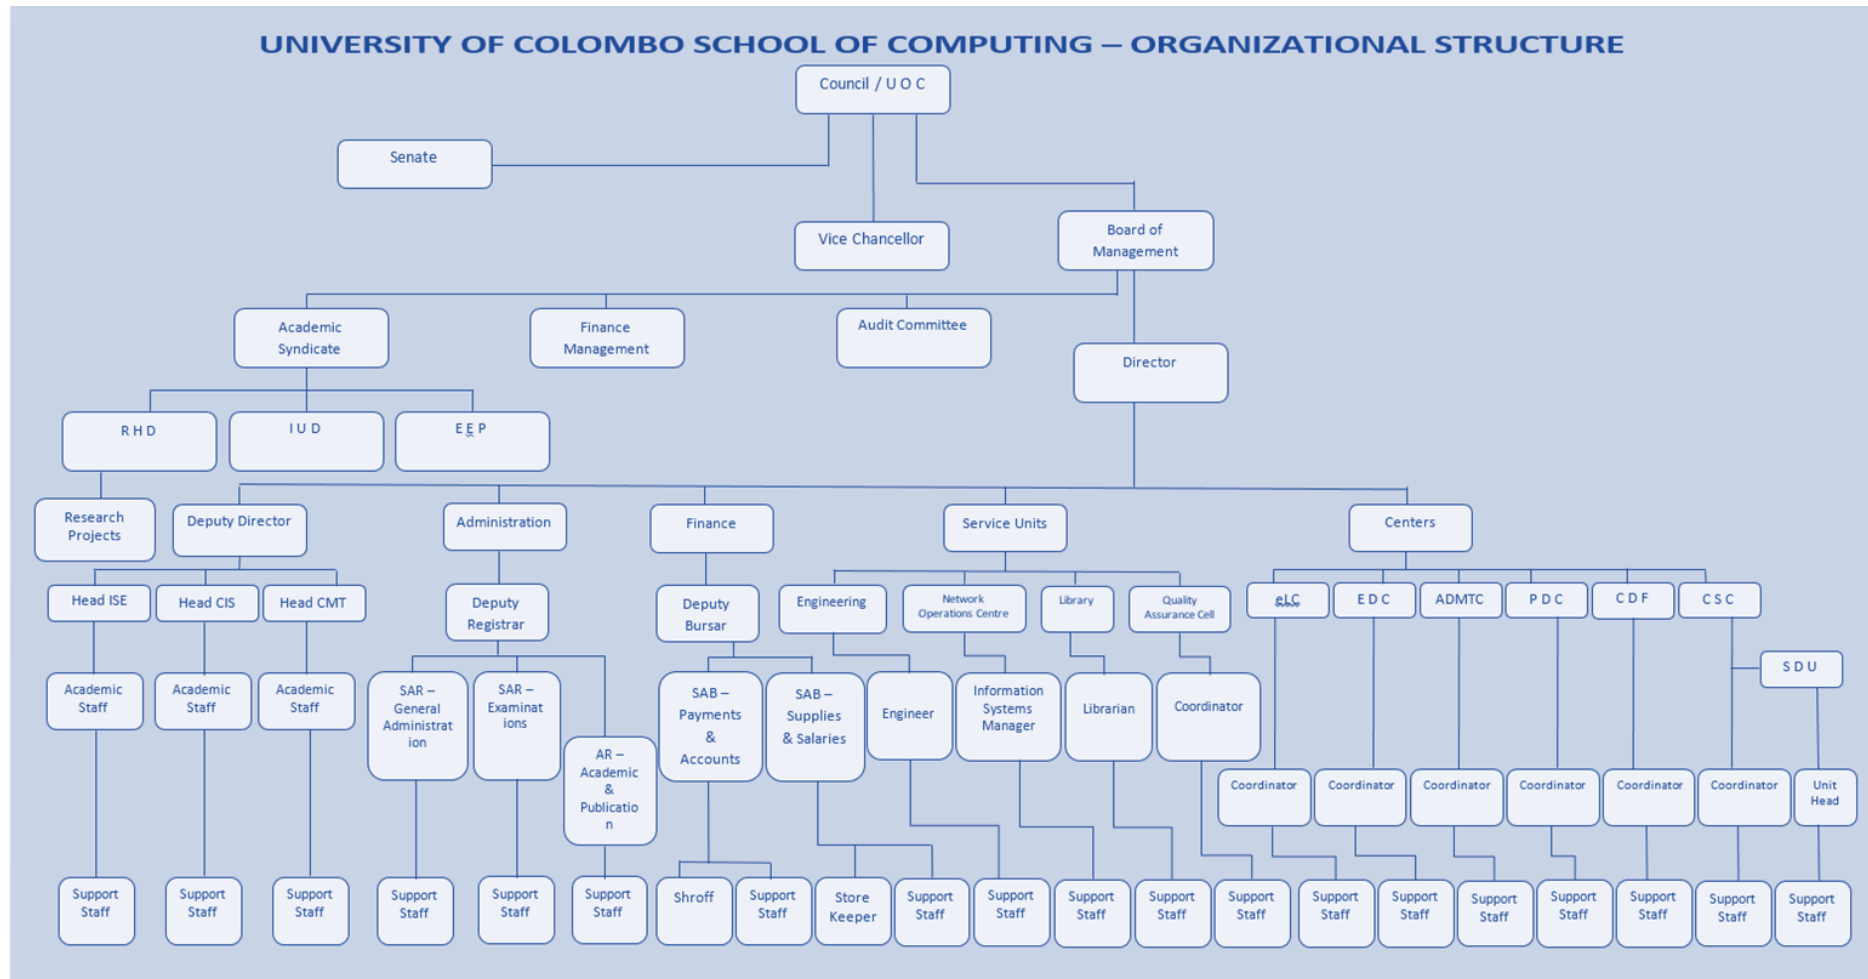 UNIVERSITY OF COLOMBO SCHOOL OF COMPUTING – ORGANIZATIONAL STRUCTURE
Council / U O C
Senate
Vice Chancellor
Board of
Management
Academic
Syndicate
Finance
Management
Audit Committee
Director
R H D
I U D
E E P
Research
Projects
Deputy Director
Administration
Finance
Service Units
Centers
Head ISE
Head CIS
Head CMT
Deputy
Registrar
Deputy
Bursar
Engineering
Network
Operations Centre
Library
Quality
Assurance Cell
eLC
E D C
ADMTC
P D C
C D F
C S C
S D U
Academic
Staff
Academic
Staff
Academic
Staff
SAR –
General
Administrat
ion
SAR –
Examinat
ions
AR –
Academic
&
Publicatio
n
SAB –
Payments
&
Accounts
SAB –
Supplies
& Salaries
Engineer
Information
Systems
Manager
Librarian
Coordinator
Coordinator
Coordinator
Coordinator
Coordinator
Coordinator
Coordinator
Unit
Head
Support
Staff
Support
Staff
Support
Staff
Support
Staff
Support
Staff
Support
Staff
Shroff
Support
Staff
Store
Keeper
Support
Staff
Support
Staff
Support
Staff
Support
Staff
Support
Staff
Support
Staff
Support
Staff
Support
Staff
Support
Staff
Support
Staff
Support
Staff
Support
Staff